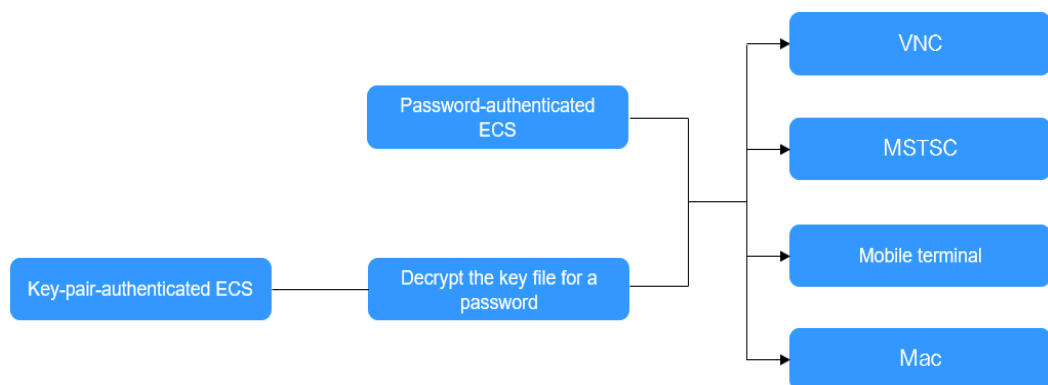 VNC
Password-authenticated
ECS
MSTSC
Mobile terminal
Key-pair-authenticated ECS
Decrypt the key file for a
password
Mac